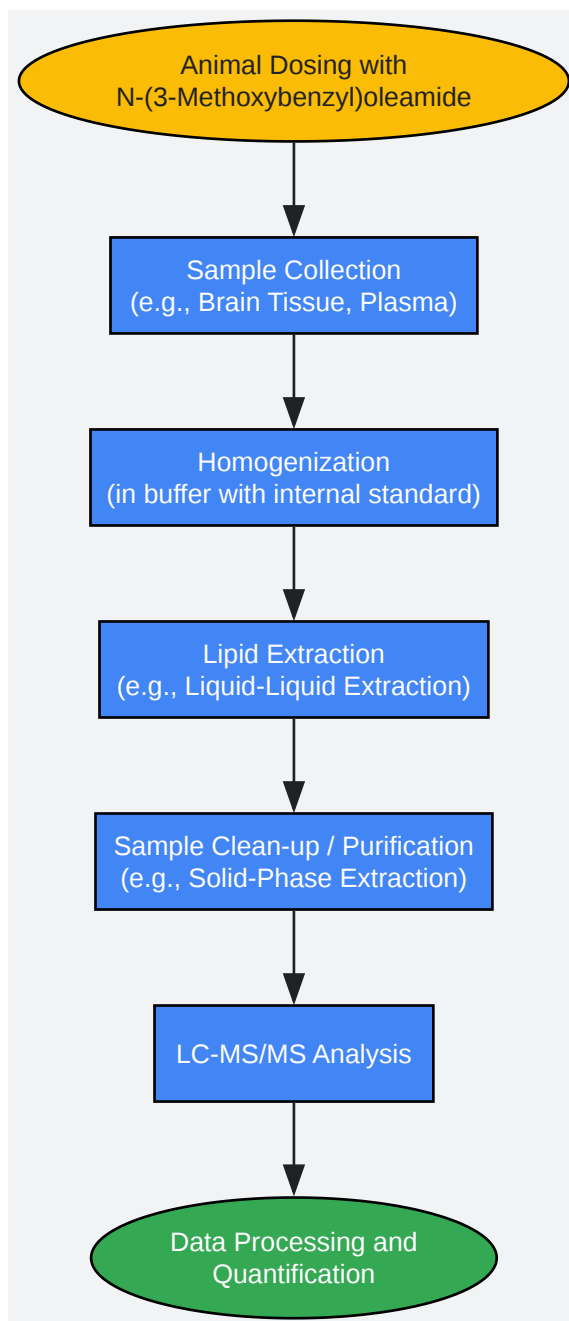 Animal Dosing with
N-(3-Methoxybenzyl)oleamide
Sample Collection
(e.g., Brain Tissue, Plasma)
Homogenization
(in buffer with internal standard)
Lipid Extraction
(e.g., Liquid-Liquid Extraction)
Sample Clean-up / Purification
(e.g., Solid-Phase Extraction)
LC-MS/MS Analysis
Data Processing and
Quantification